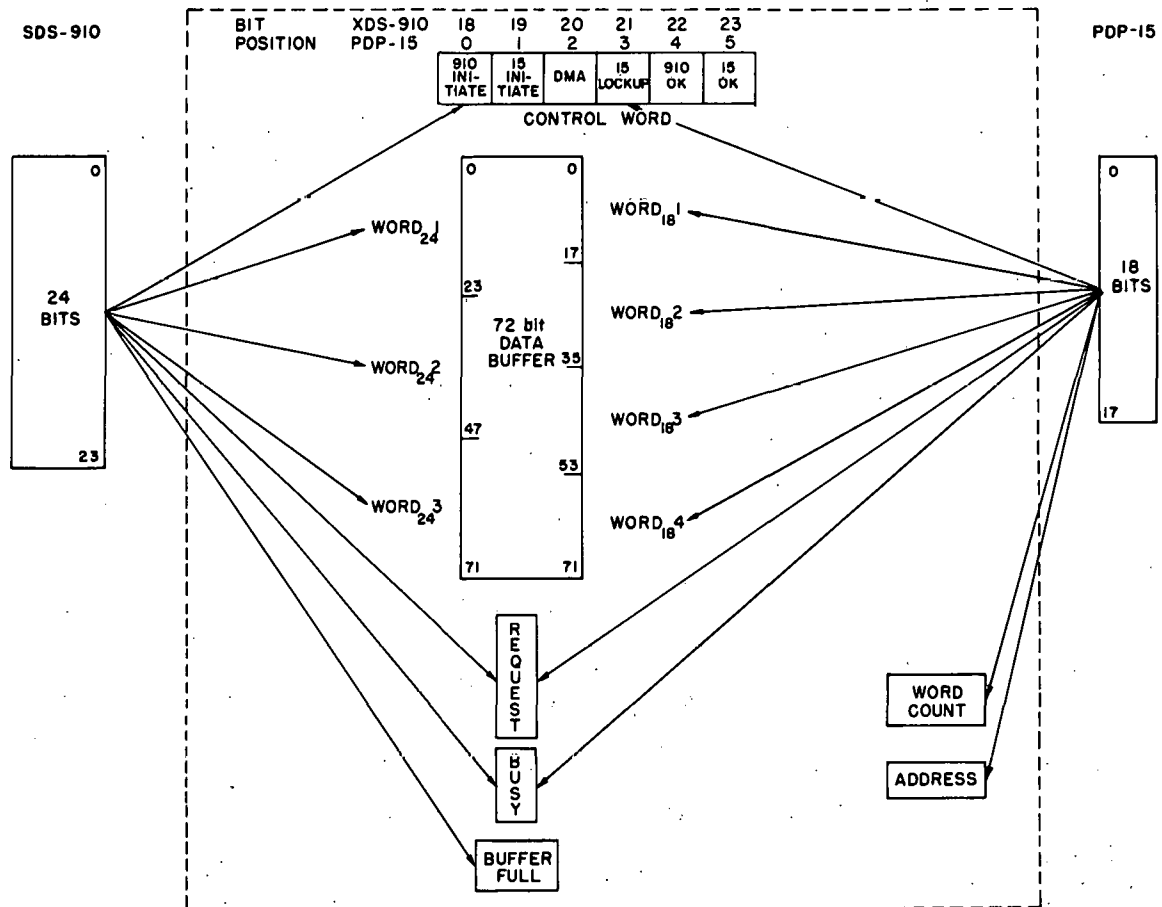 SDS-910
BIT XDS-910 18 19 20 21 22 23
POSITION PDP-15 0 1 2 3 4 5
PDP-15
910 INI- TIATE
15 INI- TIATE
DMA
15 LOCKUP
910 OK
15 OK
CONTROL WORD
0
24
BITS
23
WORD24 1
WORD24 2
WORD24 3
0 0
17
23
72 bit
DATA
BUFFER
35
47
53
71 71
WORD18 1
WORD18 2
WORD18 3
WORD18 4
0
18
BITS
17
REQUEST
BUSY
BUFFER
FULL
WORD
COUNT
ADDRESS